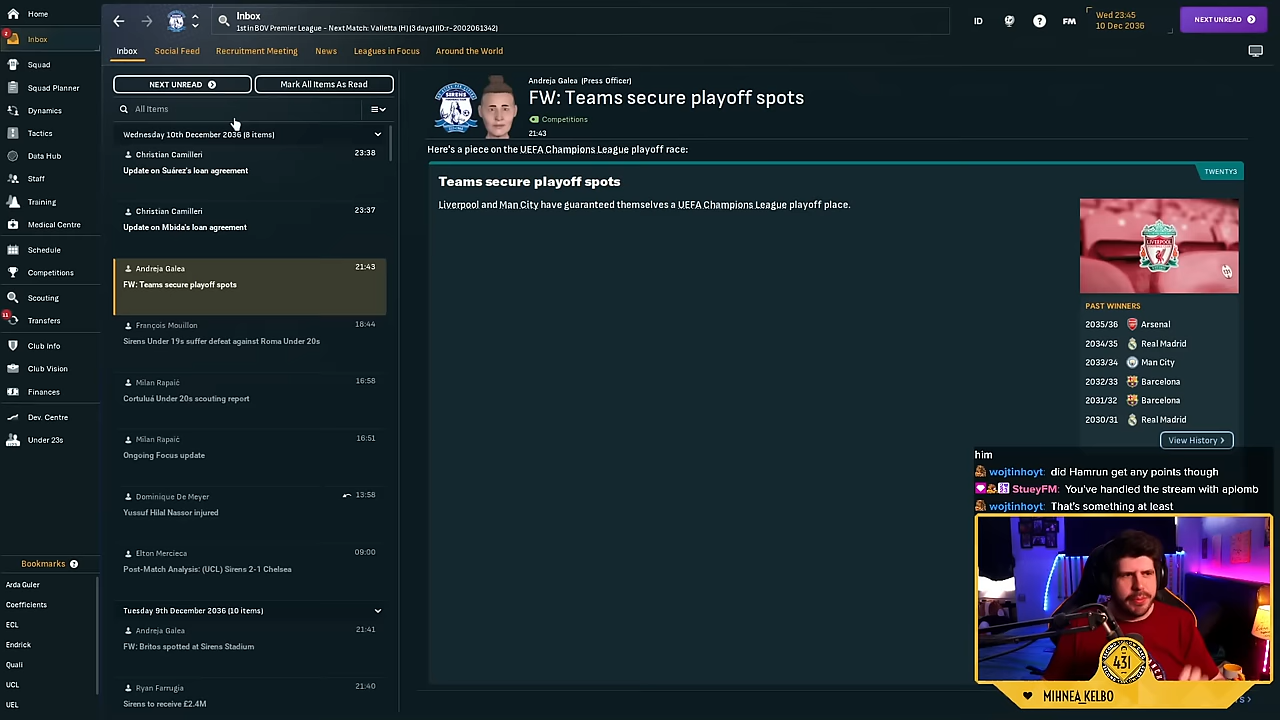 Home
2
Inbox
Squad
Squad Planner
Dynamics
Tactics
Data Hub
Staff
Training
Medical Centre
Schedule
Competitions
Scouting
11
Transfers
Club Info
Club Vision
Finances
Dev. Centre
Under 23s
Bookmarks ?
Arda Guler
Coefficients
ECL
Endrick
Quali
UCL
UEL
Inbox
1st in BOV Premier League - Next Match: Valletta (H) (3 days) (ID:r-2002061342)
ID
?
FM
Wed 23:45
10 Dec 2036
NEXT UNREAD
Inbox
Social Feed
Recruitment Meeting
News
Leagues in Focus
Around the World
NEXT UNREAD
Mark All Items As Read
All Items
Wednesday 10th December 2036 (8 items)
Christian Camilleri 23:38
Update on Suárez's loan agreement
Christian Camilleri 23:37
Update on Mbida's loan agreement
Andreja Galea 21:43
FW: Teams secure playoff spots
François Mouillon 18:44
Sirens Under 19s suffer defeat against Roma Under 20s
Milan Rapaić 16:58
Cortuluá Under 20s scouting report
Milan Rapaić 16:51
Ongoing Focus update
Dominique De Meyer 13:58
Yussuf Hilal Nassor injured
Elton Mercieca 09:00
Post-Match Analysis: (UCL) Sirens 2-1 Chelsea
Tuesday 9th December 2036 (10 items)
Andreja Galea 21:41
FW: Britos spotted at Sirens Stadium
Ryan Farrugia 21:40
Sirens to receive £2.4M
SIRENS
Andreja Galea (Press Officer)
FW: Teams secure playoff spots
Competitions
21:43
Here's a piece on the UEFA Champions League playoff race:
TWENTY3
Teams secure playoff spots
Liverpool and Man City have guaranteed themselves a UEFA Champions League playoff place.
LIVERPOOL
PAST WINNERS
2035/36 Arsenal
2034/35 Real Madrid
2033/34 Man City
2032/33 Barcelona
2031/32 Barcelona
2030/31 Real Madrid
View History
him
wojtinhoyt: did Hamrun get any points though
StueyFM: You've handled the stream with aplomb
wojtinhoyt: That's something at least
431
MIHNEA_KELBO